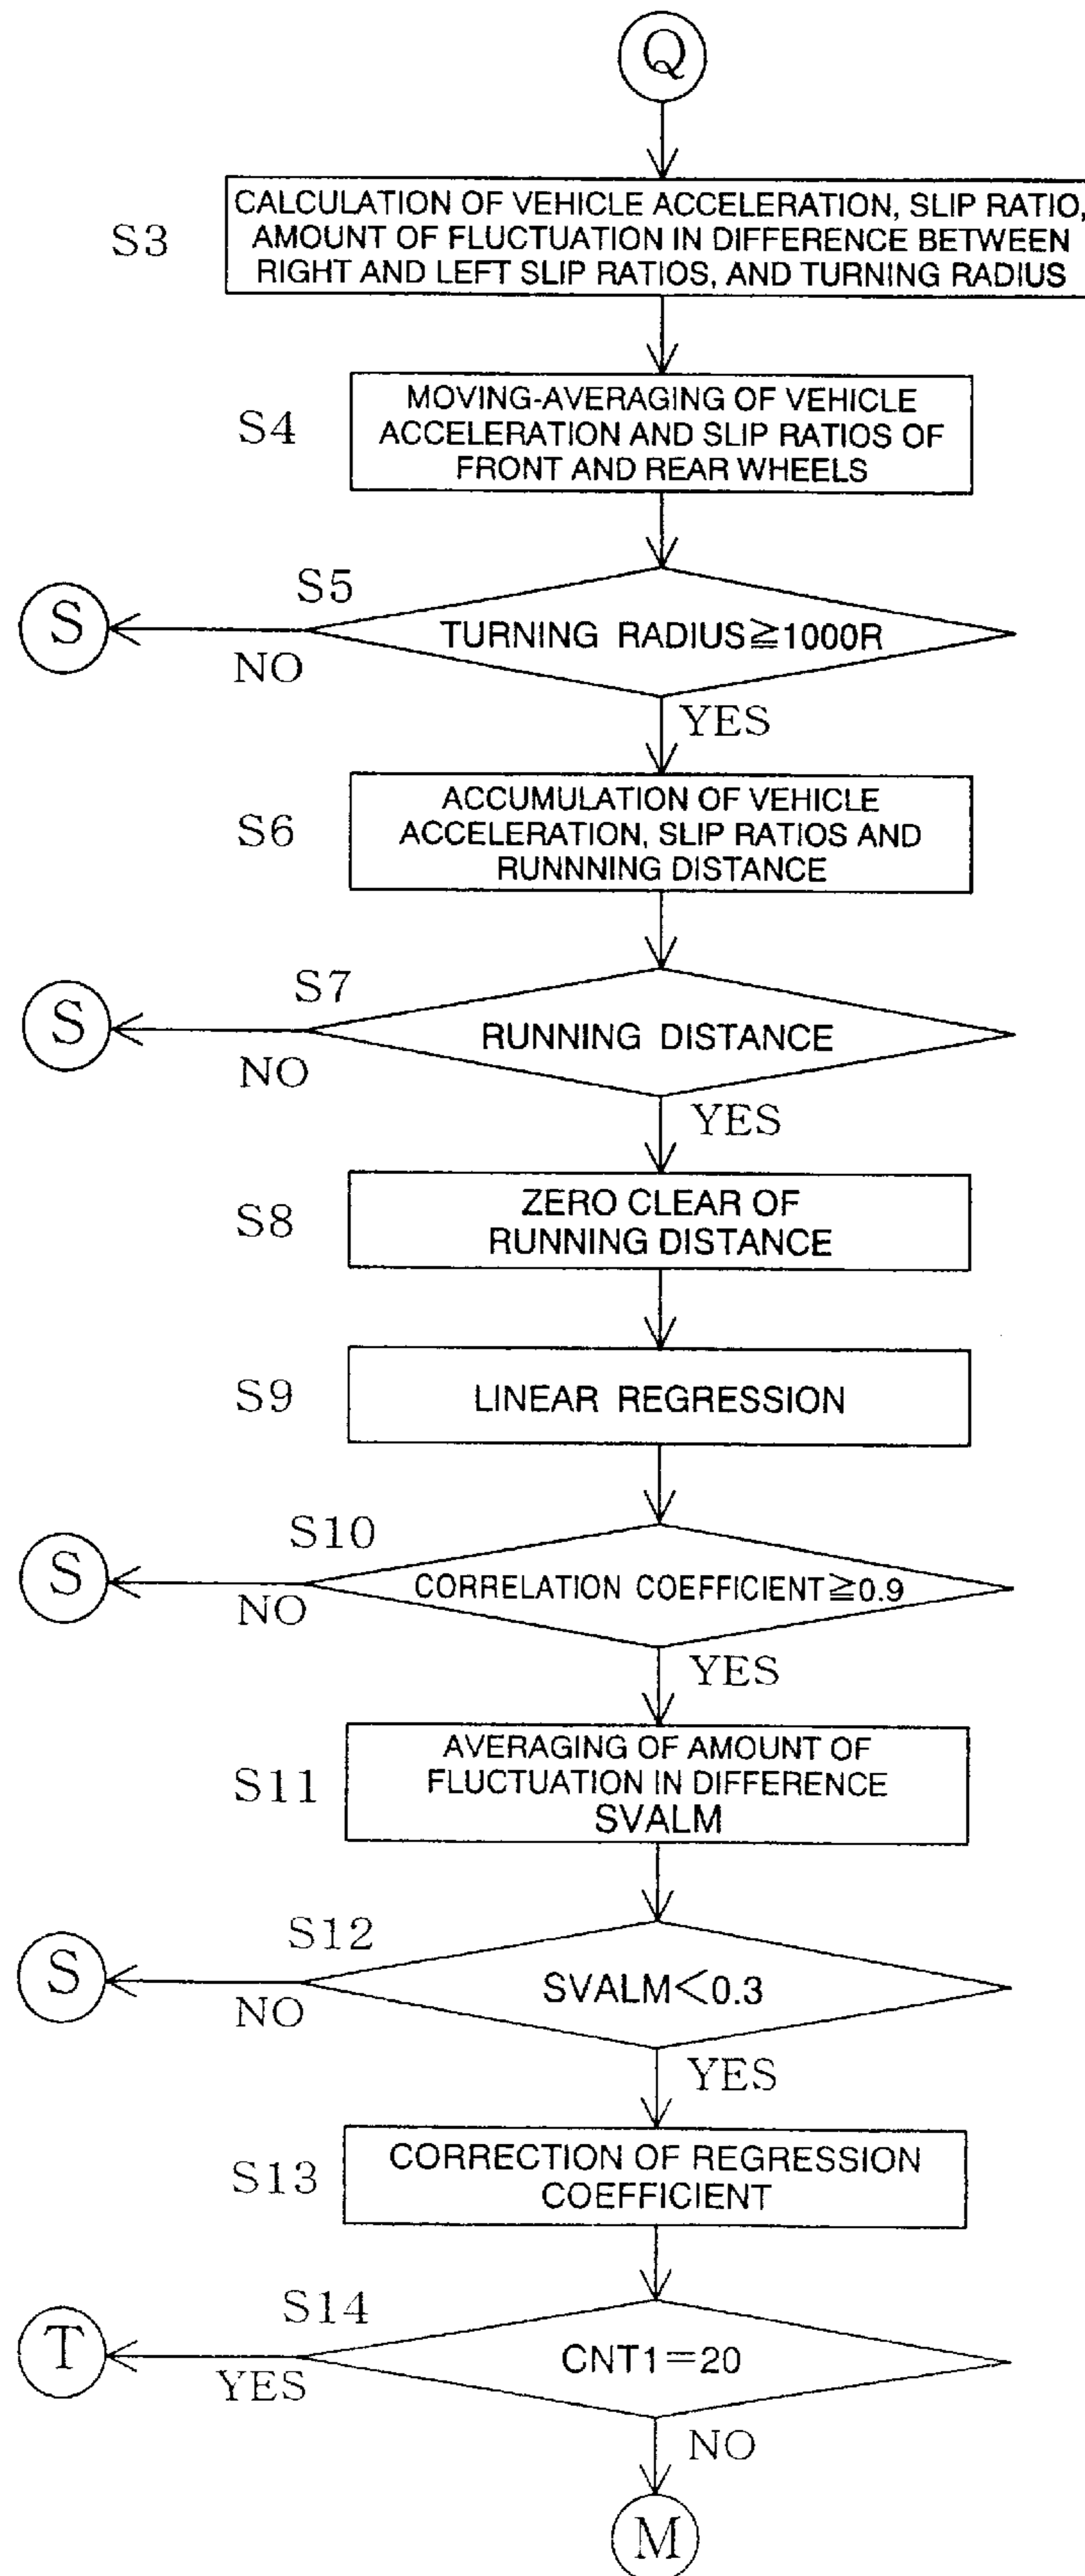 Q
S3
CALCULATION OF VEHICLE ACCELERATION, SLIP RATIO,
AMOUNT OF FLUCTUATION IN DIFFERENCE BETWEEN
RIGHT AND LEFT SLIP RATIOS, AND TURNING RADIUS
S4
MOVING-AVERAGING OF VEHICLE
ACCELERATION AND SLIP RATIOS OF
FRONT AND REAR WHEELS
S5
S
NO
TURNING RADIUS≧1000R
YES
S6
ACCUMULATION OF VEHICLE
ACCELERATION, SLIP RATIOS AND
RUNNNING DISTANCE
S7
S
NO
RUNNING DISTANCE
YES
S8
ZERO CLEAR OF
RUNNING DISTANCE
S9
LINEAR REGRESSION
S10
S
NO
CORRELATION COEFFICIENT≧0.9
YES
S11
AVERAGING OF AMOUNT OF
FLUCTUATION IN DIFFERENCE
SVALM
S12
S
NO
SVALM<0.3
YES
S13
CORRECTION OF REGRESSION
COEFFICIENT
S14
T
YES
CNT1=20
NO
M